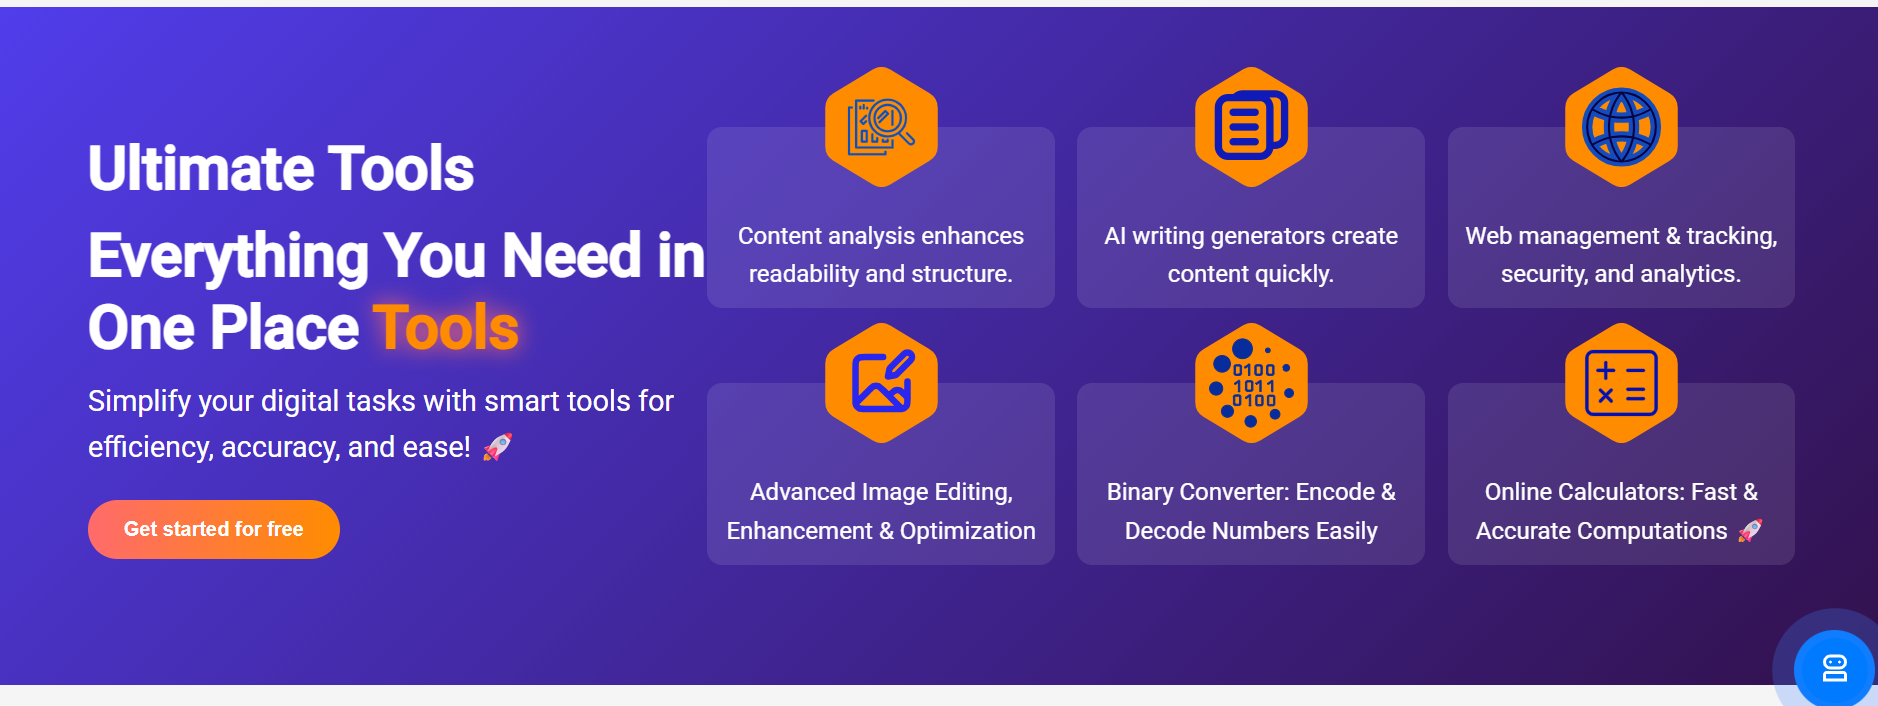 Ultimate Tools
Everything You Need in
One Place Tools
Simplify your digital tasks with smart tools for
efficiency, accuracy, and ease! 🚀
Get started for free
Content analysis enhances
readability and structure.
AI writing generators create
content quickly.
Web management & tracking,
security, and analytics.
Advanced Image Editing,
Enhancement & Optimization
0100
1011
0100
Binary Converter: Encode &
Decode Numbers Easily
Online Calculators: Fast &
Accurate Computations 🚀